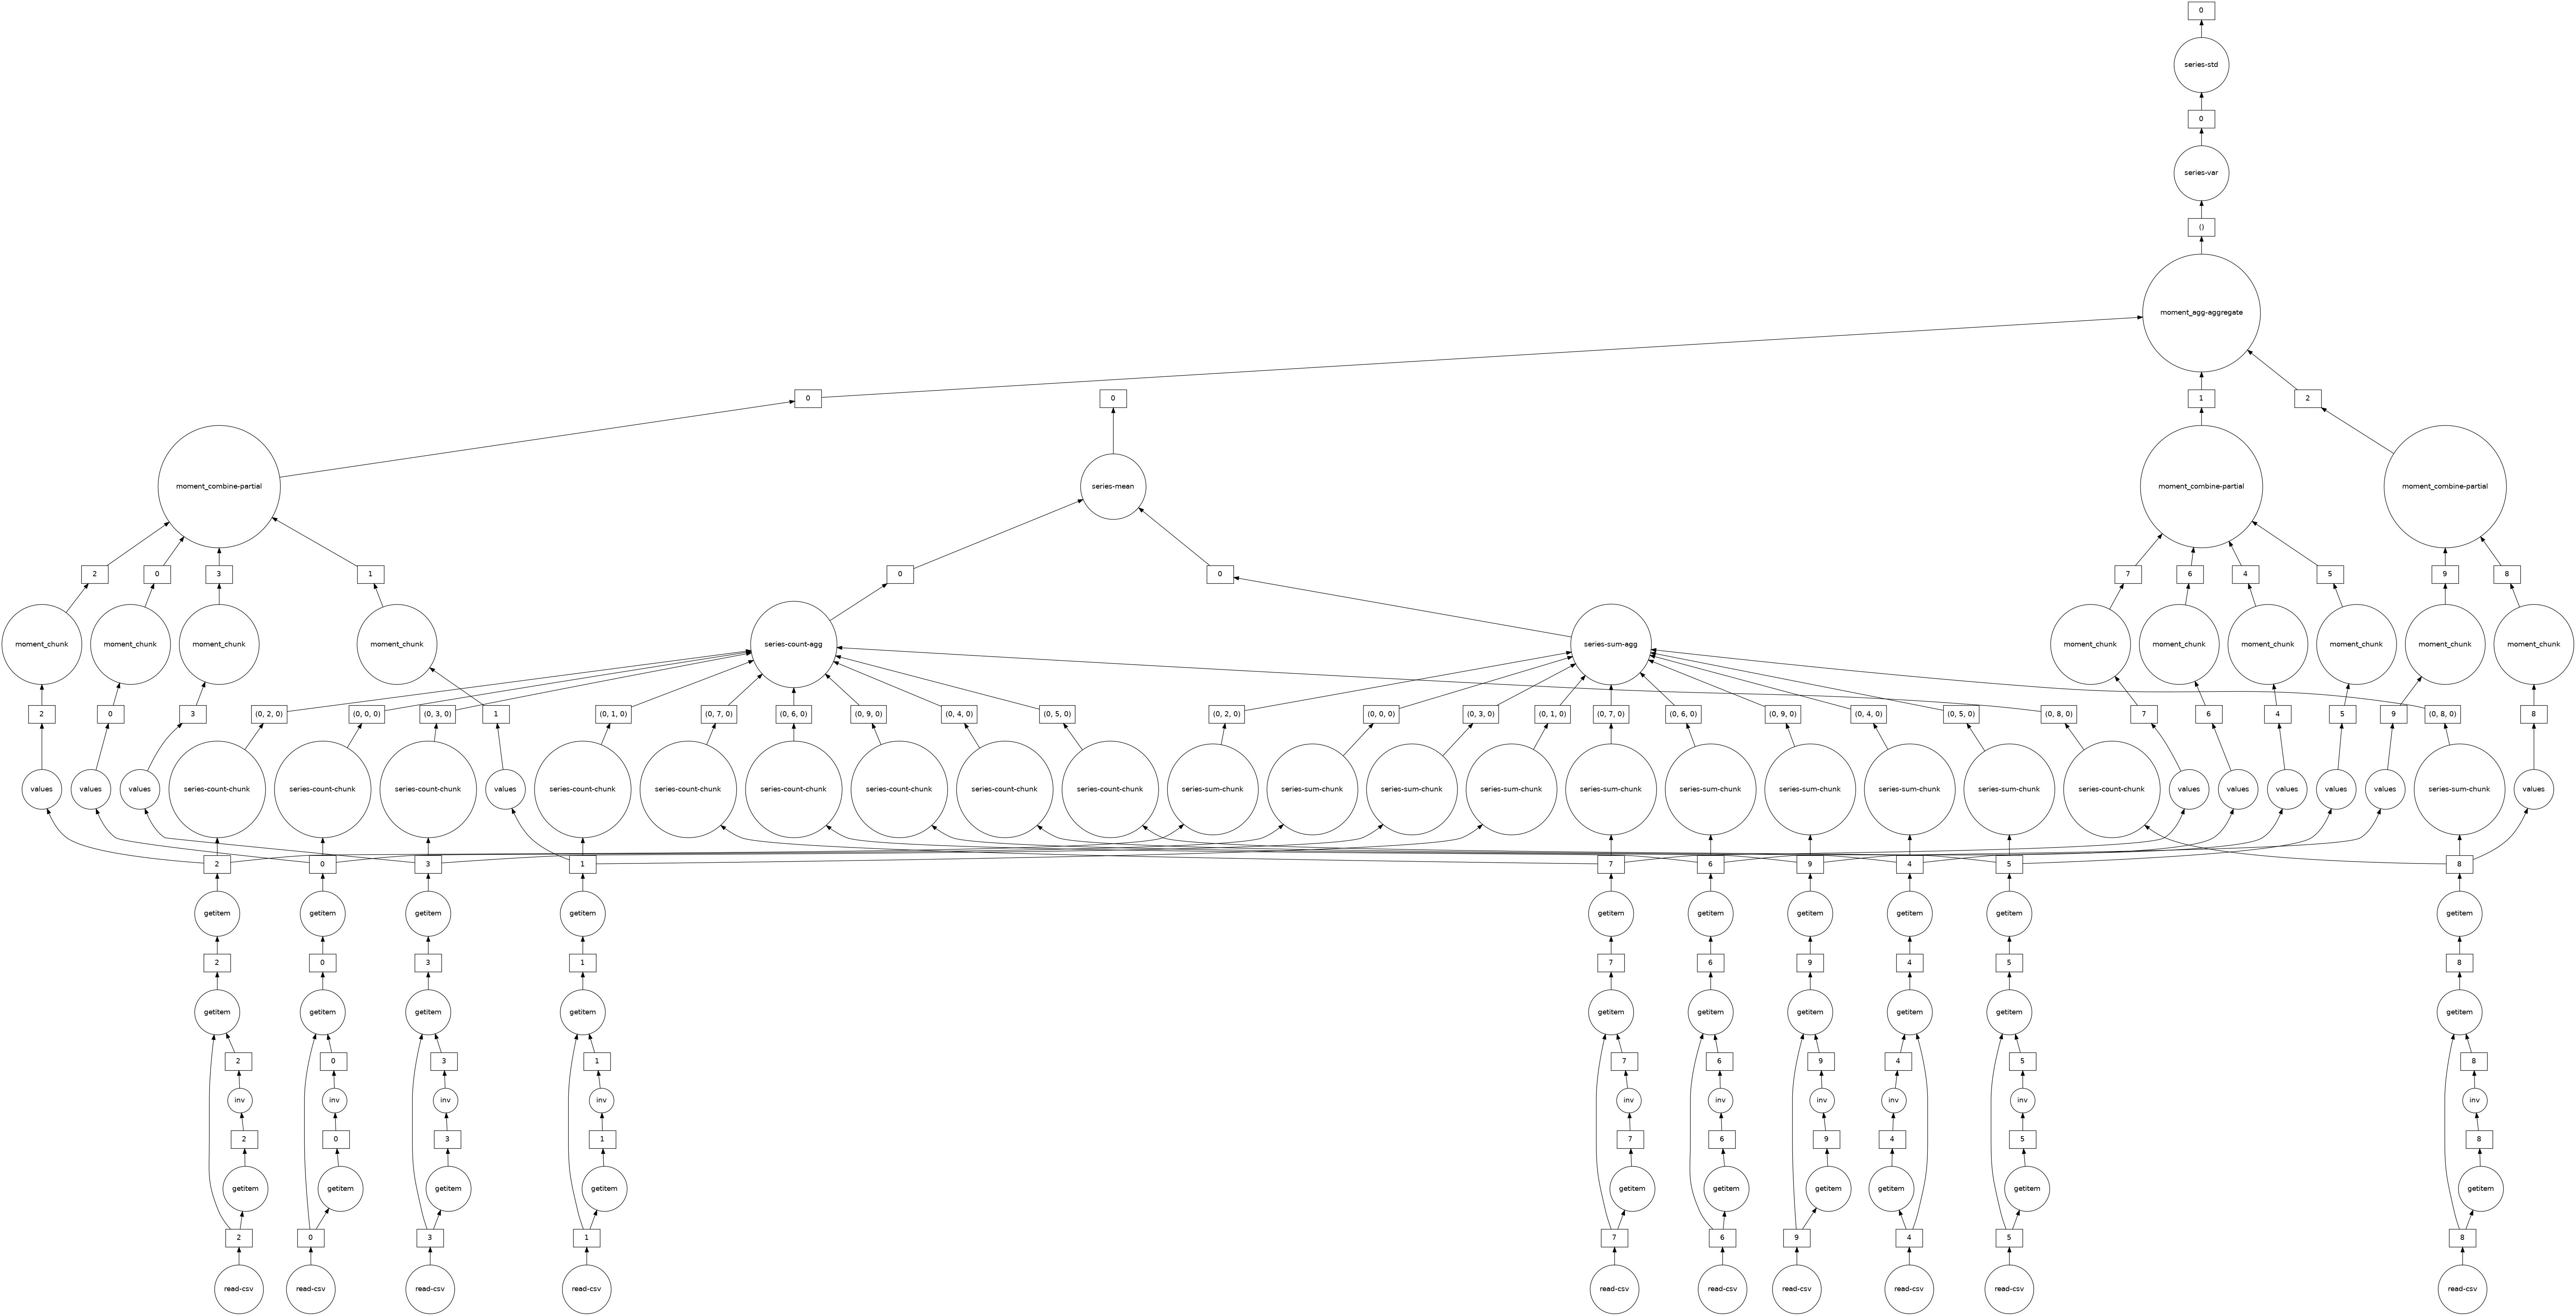 0
series-std
0
series-var
()
moment_agg-aggregate
0 0 1 2
moment_combine-partial series-mean moment_combine-partial moment_combine-partial
2 0 3 1 0 0 7 6 4 5 9 8
moment_chunk moment_chunk moment_chunk moment_chunk series-count-agg series-sum-agg moment_chunk moment_chunk moment_chunk moment_chunk moment_chunk moment_chunk
2 0 3 (0, 2, 0) (0, 0, 0) (0, 3, 0) 1 (0, 1, 0) (0, 7, 0) (0, 6, 0) (0, 9, 0) (0, 4, 0) (0, 5, 0) (0, 2, 0) (0, 0, 0) (0, 3, 0) (0, 1, 0) (0, 7, 0) (0, 6, 0) (0, 9, 0) (0, 4, 0) (0, 5, 0) (0, 8, 0) 7 6 4 5 9 (0, 8, 0) 8
values values values series-count-chunk series-count-chunk series-count-chunk values series-count-chunk series-count-chunk series-count-chunk series-count-chunk series-count-chunk series-count-chunk series-sum-chunk series-sum-chunk series-sum-chunk series-sum-chunk series-sum-chunk series-sum-chunk series-sum-chunk series-sum-chunk series-sum-chunk series-count-chunk values values values values values series-sum-chunk values
2 0 3 1 7 6 9 4 5 8
getitem getitem getitem getitem getitem getitem getitem getitem getitem getitem
2 0 3 1 7 6 9 4 5 8
getitem getitem getitem getitem getitem getitem getitem getitem getitem getitem
2 0 3 1 7 6 9 4 5 8
inv inv inv inv inv inv inv inv inv inv
2 0 3 1 7 6 9 4 5 8
getitem getitem getitem getitem getitem getitem getitem getitem getitem getitem
2 0 3 1 7 6 9 4 5 8
read-csv read-csv read-csv read-csv read-csv read-csv read-csv read-csv read-csv read-csv